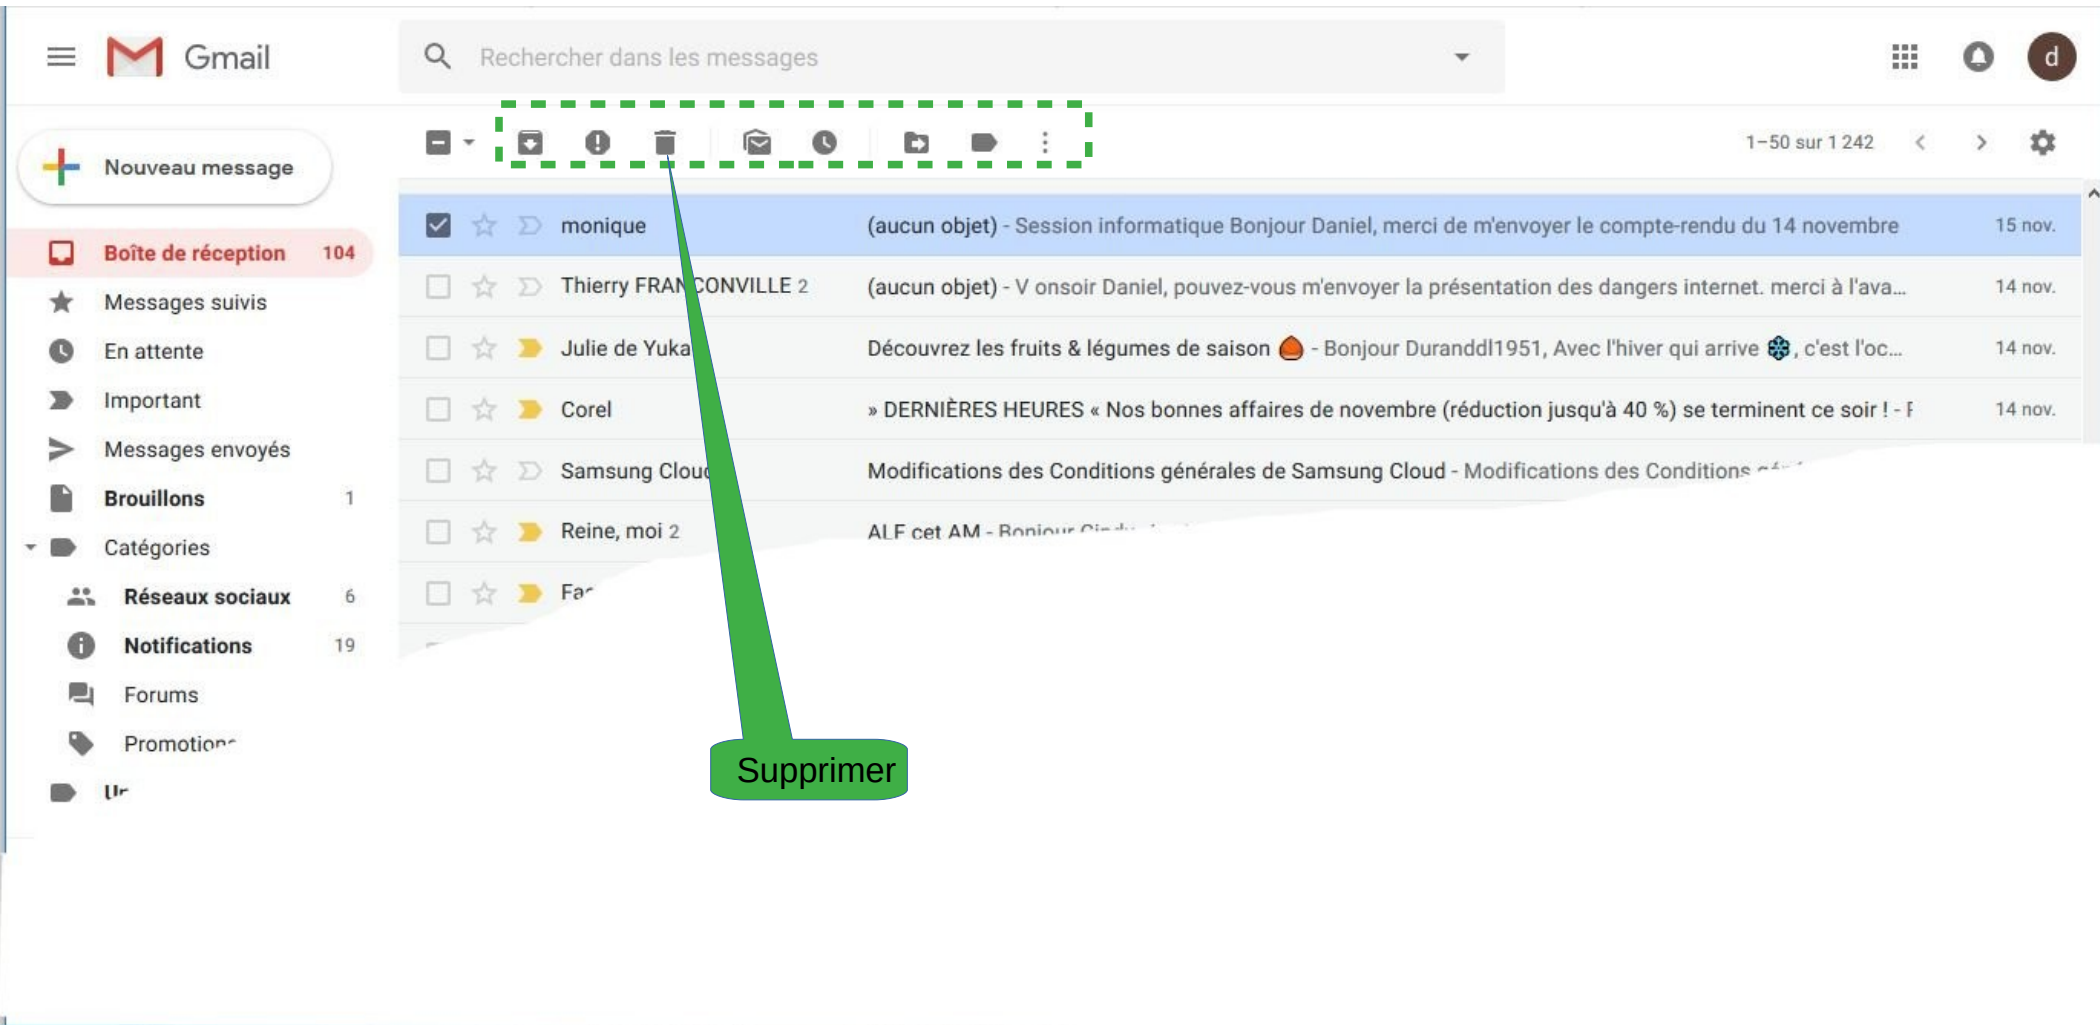 Gmail
Rechercher dans les messages
d
1–50 sur 1 242
Nouveau message
Boîte de réception 104
Messages suivis
En attente
Important
Messages envoyés
Brouillons 1
Catégories
Réseaux sociaux 6
Notifications 19
Forums
monique (aucun objet) - Session informatique Bonjour Daniel, merci de m'envoyer le compte-rendu du 14 novembre 15 nov.
Thierry FRANCONVILLE 2 (aucun objet) - V onsoir Daniel, pouvez-vous m'envoyer la présentation des dangers internet. merci à l'ava... 14 nov.
Julie de Yuka Découvrez les fruits & légumes de saison - Bonjour Duranddl1951, Avec l'hiver qui arrive , c'est l'oc... 14 nov.
Corel » DERNIÈRES HEURES « Nos bonnes affaires de novembre (réduction jusqu'à 40 %) se terminent ce soir ! - 14 nov.
Samsung Cloud Modifications des Conditions générales de Samsung Cloud - Modifications des Conditions
Reine, moi 2 ALF cet AM - Bonjour
Supprimer